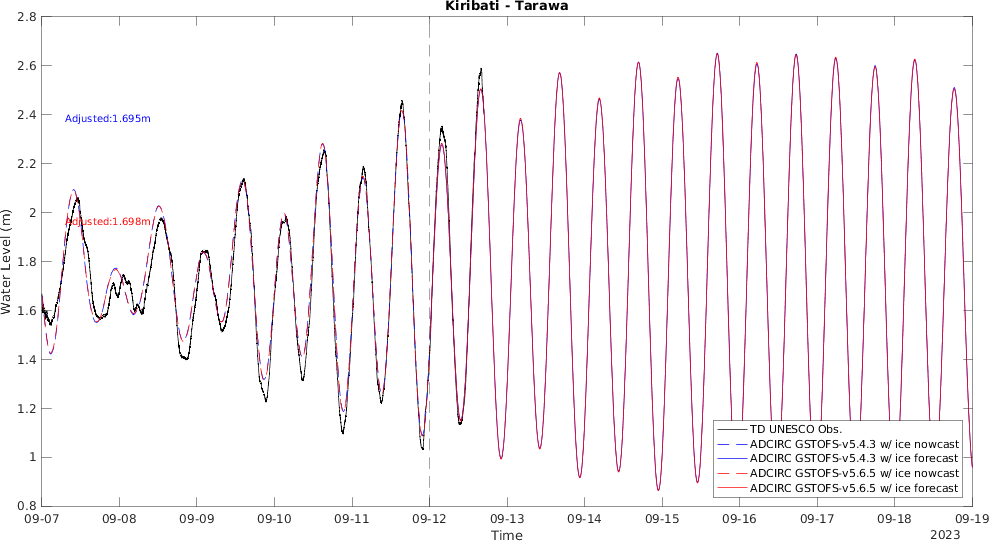 Kiribati - Tarawa
2.8
2.6
2.4
2.2
2
1.8
1.6
1.4
1.2
1
0.8
Water Level (m)
Adjusted:1.695m
Adjusted:1.698m
TD UNESCO Obs.
ADCIRC GSTOFS-v5.4.3 w/ ice nowcast
ADCIRC GSTOFS-v5.4.3 w/ ice forecast
ADCIRC GSTOFS-v5.6.5 w/ ice nowcast
ADCIRC GSTOFS-v5.6.5 w/ ice forecast
09-07 09-08 09-09 09-10 09-11 09-12 09-13 09-14 09-15 09-16 09-17 09-18 09-19
Time
2023